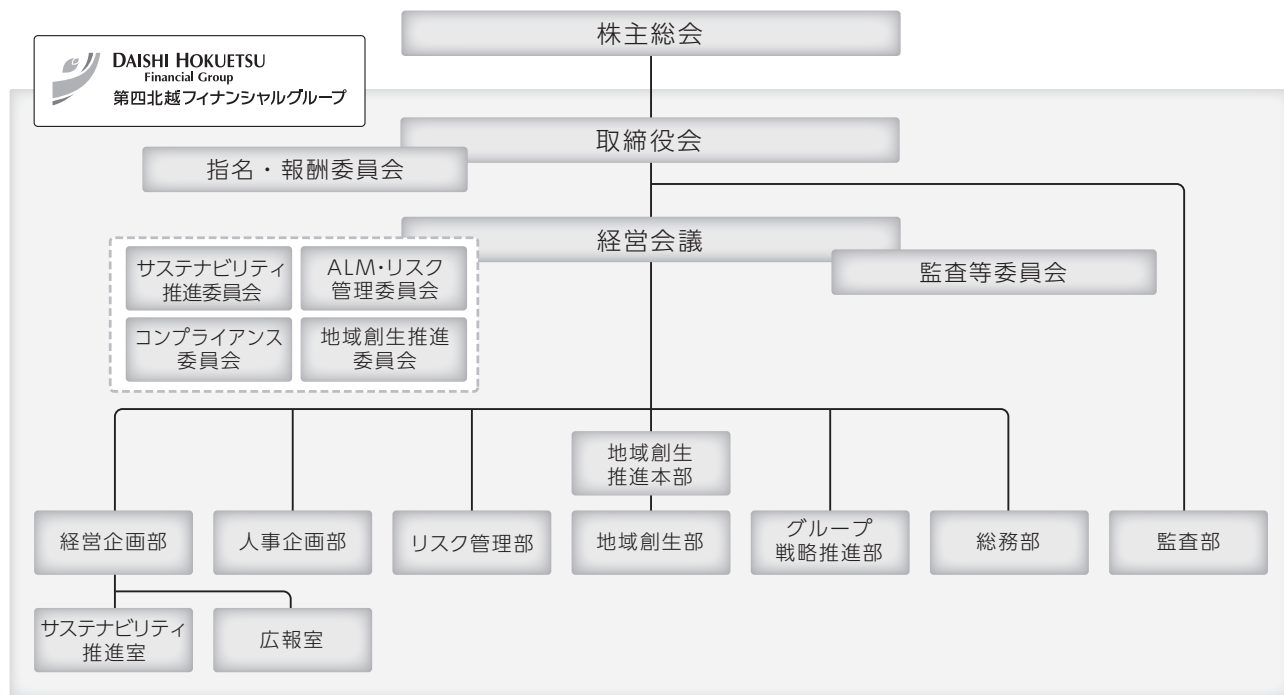 株主総会
DAISHI HOKUETSU
Financial Group
第四北越フィナンシャルグループ
取締役会
指名・報酬委員会
経営会議
監査等委員会
サステナビリティ
推進委員会
ALM・リスク
管理委員会
コンプライアンス
委員会
地域創生推進
委員会
地域創生
推進本部
経営企画部
人事企画部
リスク管理部
地域創生部
グループ
戦略推進部
総務部
監査部
サステナビリティ
推進室
広報室